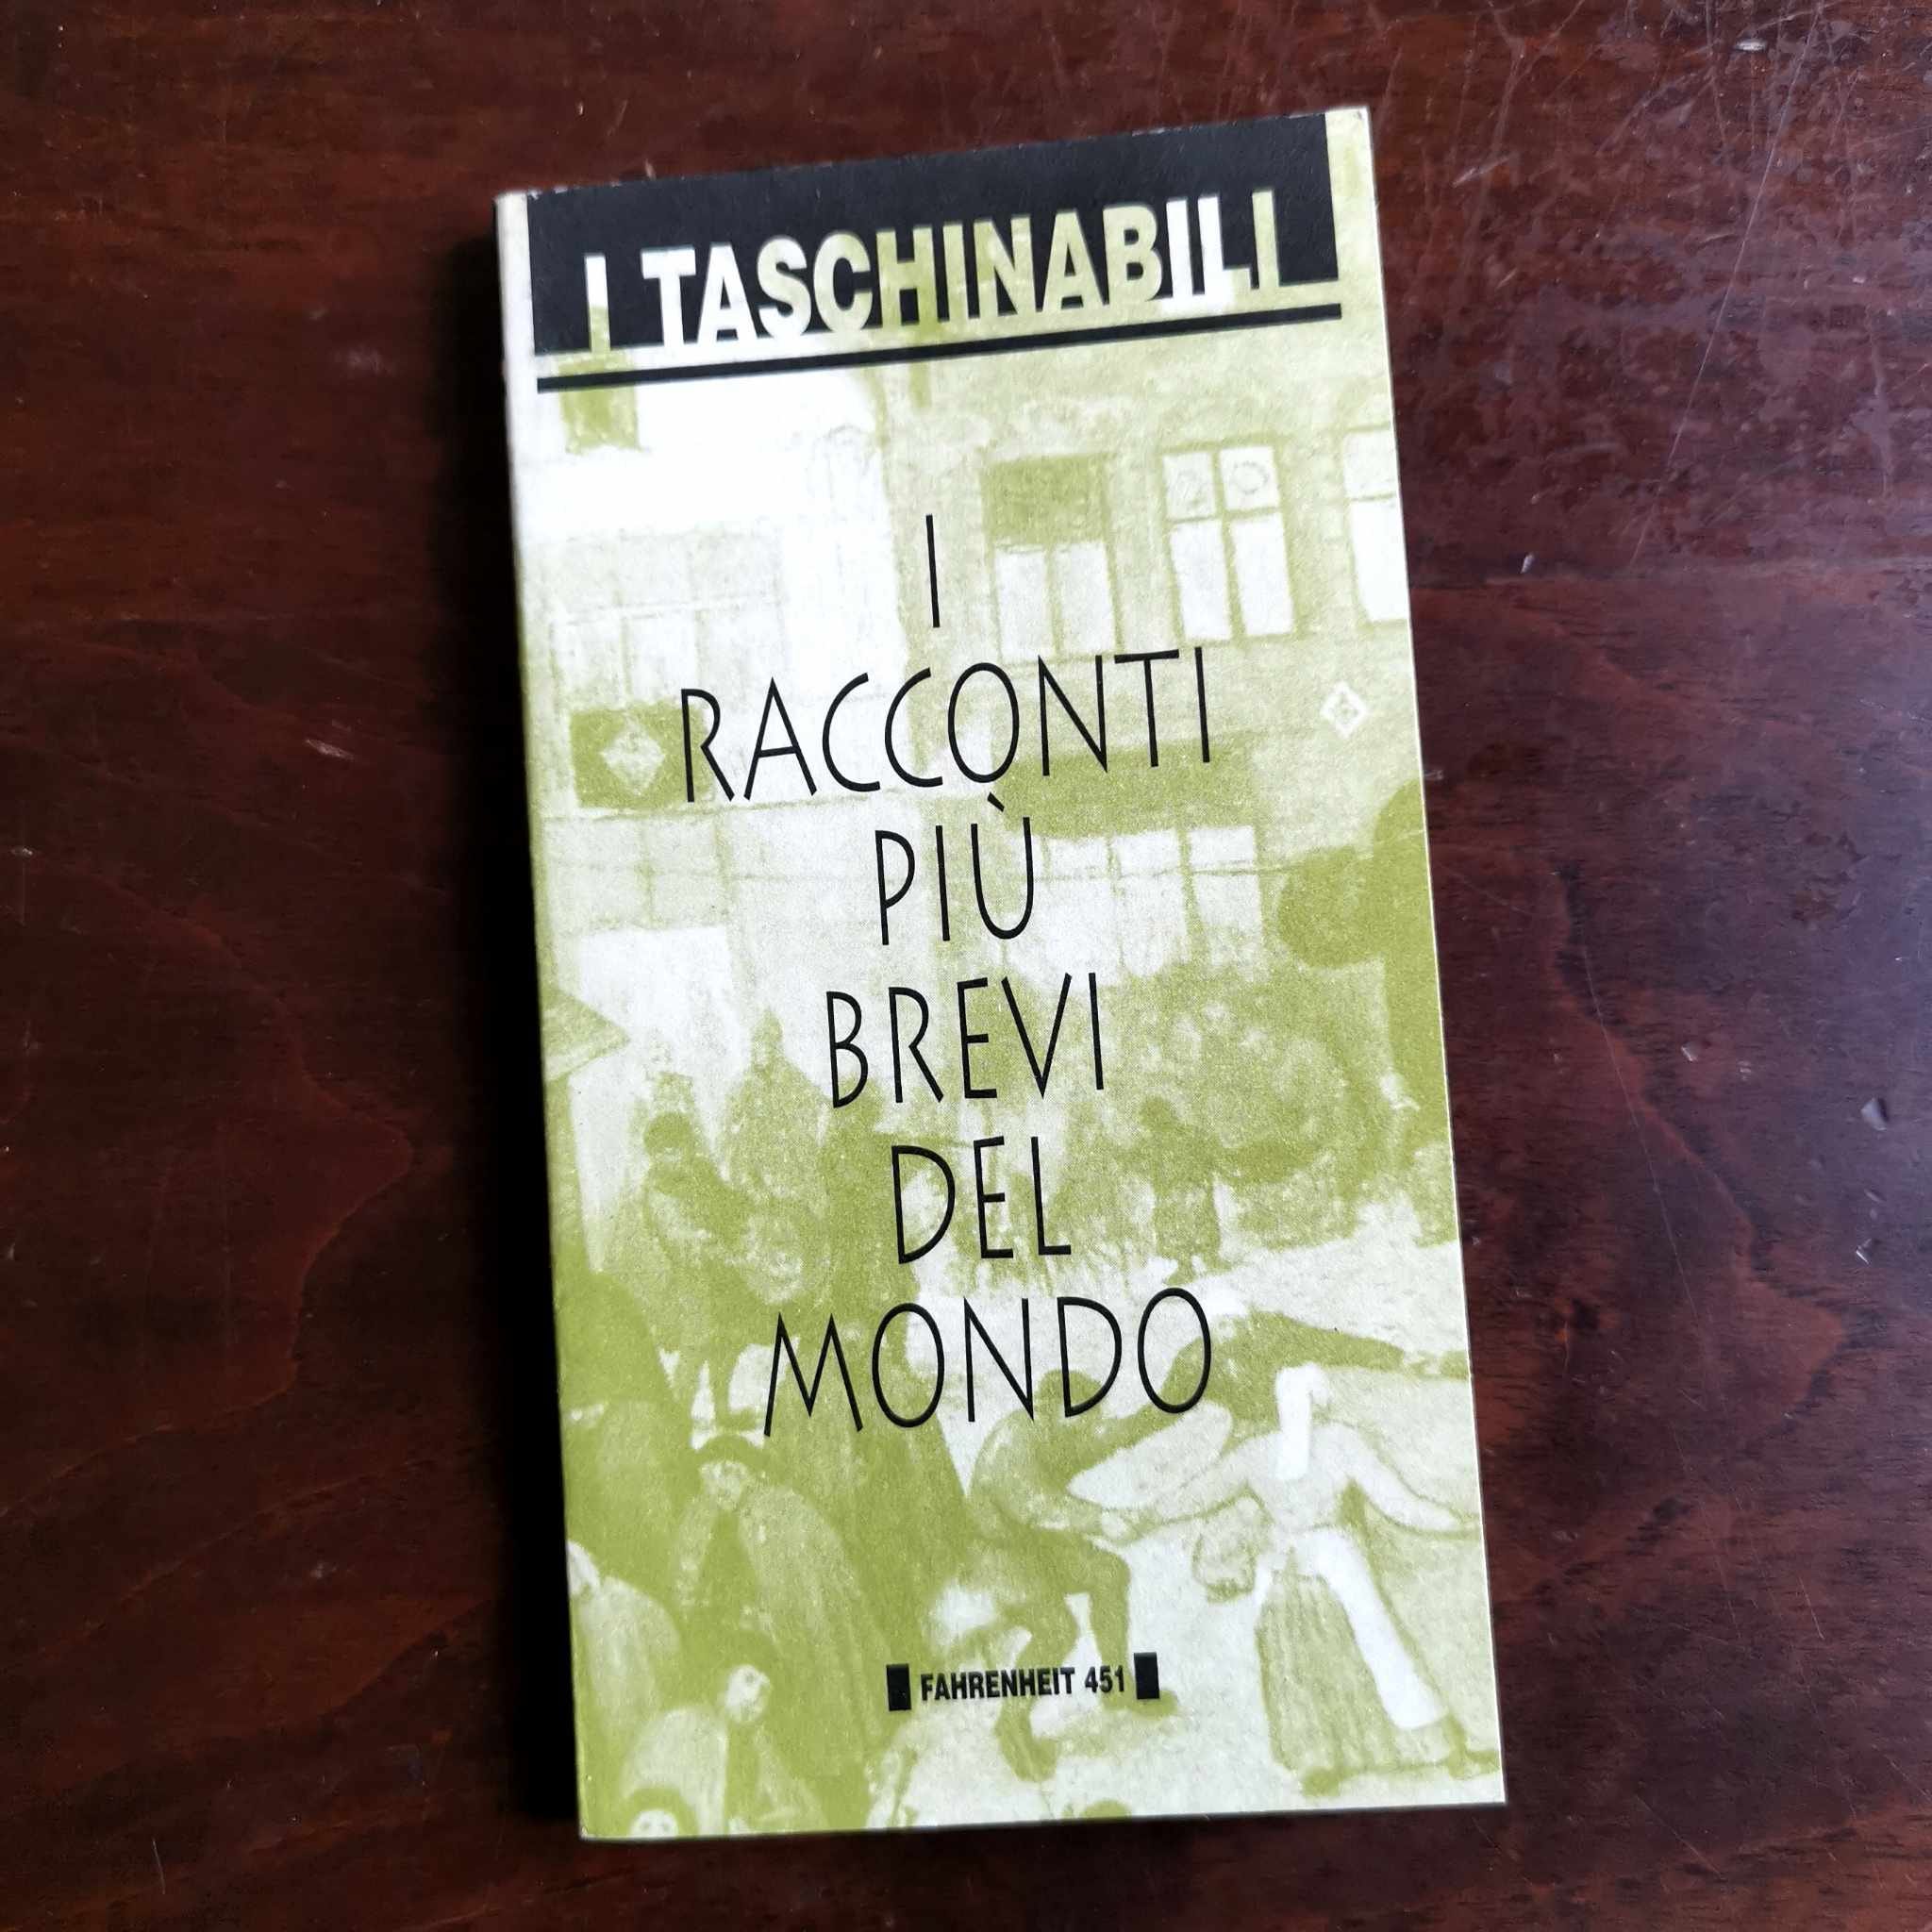 I TASCHINABILI
I
RACCONTI
PIÙ
BREVI
DEL
MONDO
FAHRENHEIT 451